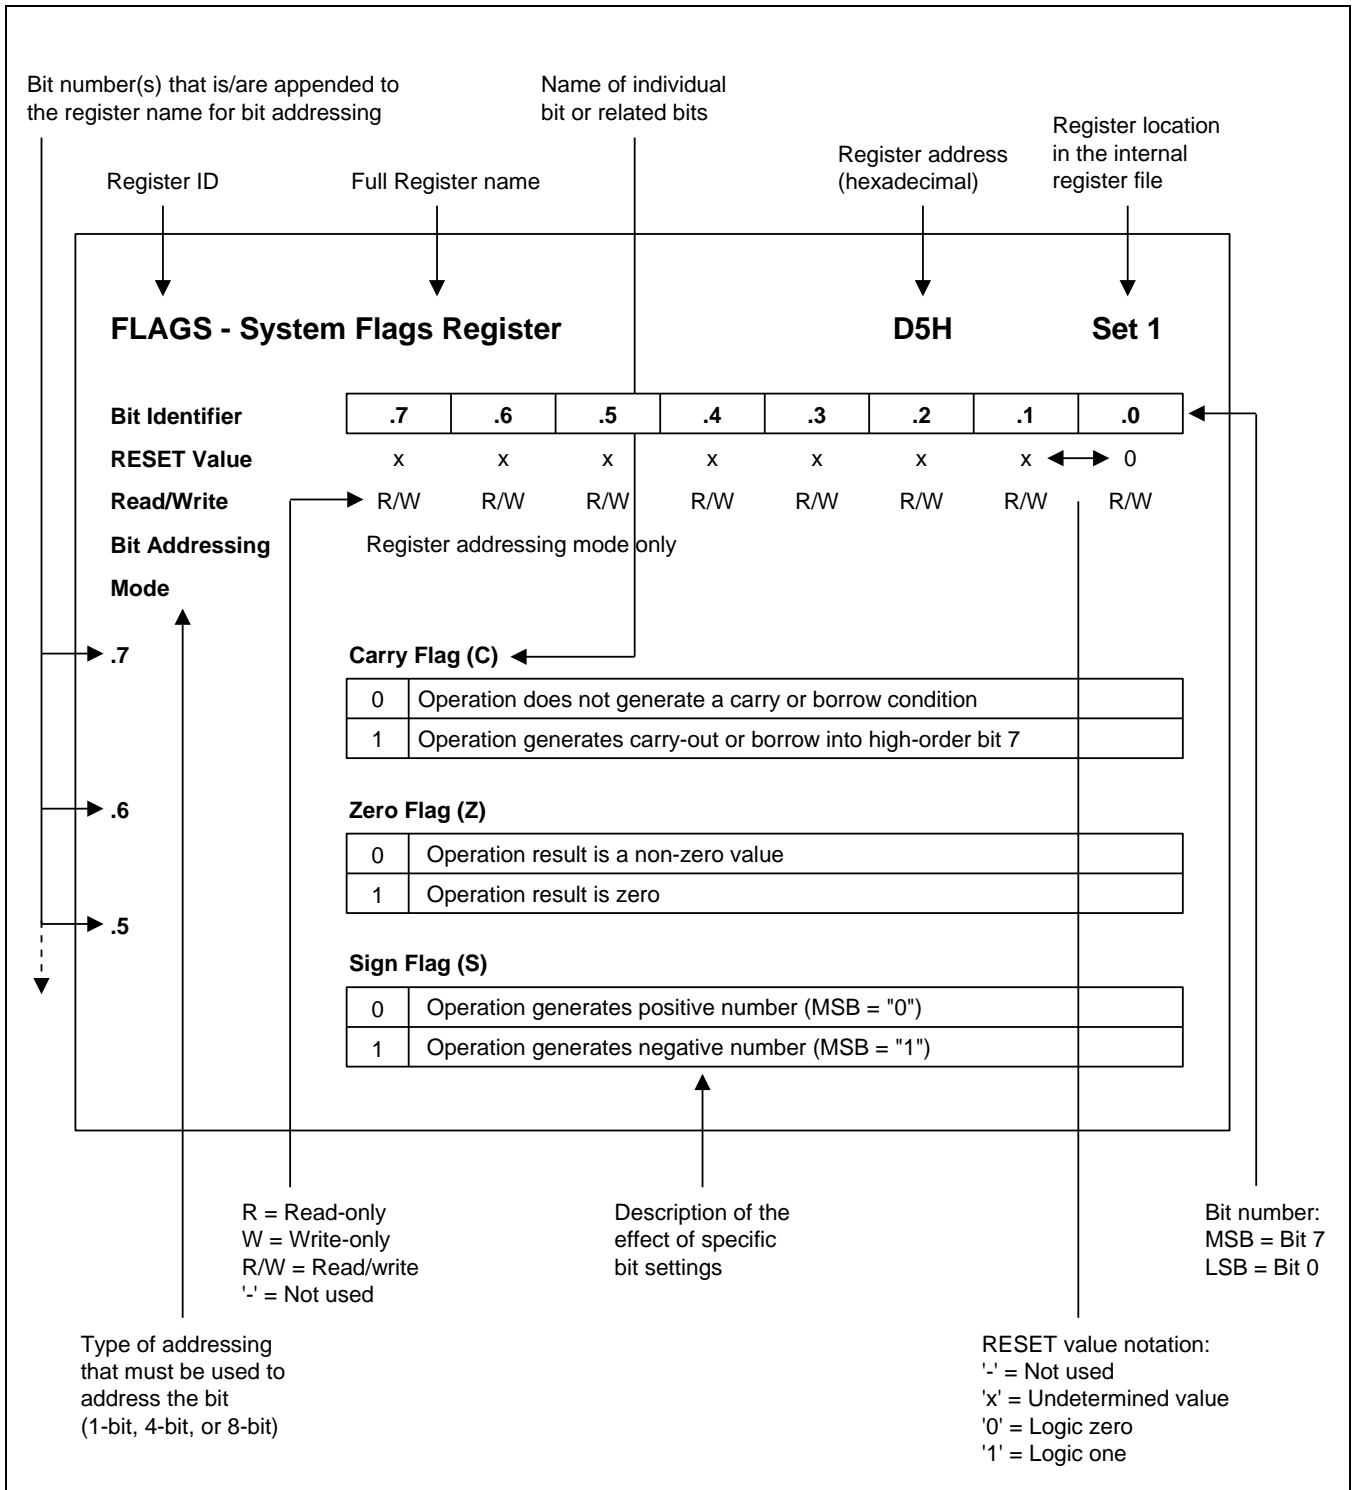 Bit number(s) that is/are appended to
the register name for bit addressing
Name of individual
bit or related bits
Register location
in the internal
register file
Register address
(hexadecimal)
Register ID
Full Register name
FLAGS - System Flags Register D5H Set 1
Bit Identifier .7 .6 .5 .4 .3 .2 .1 .0
RESET Value x x x x x x x 0
Read/Write R/W R/W R/W R/W R/W R/W R/W R/W
Bit Addressing Register addressing mode only
Mode
.7 Carry Flag (C)
0 Operation does not generate a carry or borrow condition
1 Operation generates carry-out or borrow into high-order bit 7
.6 Zero Flag (Z)
0 Operation result is a non-zero value
1 Operation result is zero
.5
Sign Flag (S)
0 Operation generates positive number (MSB = "0")
1 Operation generates negative number (MSB = "1")
R = Read-only
W = Write-only
R/W = Read/write
'-' = Not used
Description of the
effect of specific
bit settings
Bit number:
MSB = Bit 7
LSB = Bit 0
Type of addressing
that must be used to
address the bit
(1-bit, 4-bit, or 8-bit)
RESET value notation:
'-' = Not used
'x' = Undetermined value
'0' = Logic zero
'1' = Logic one